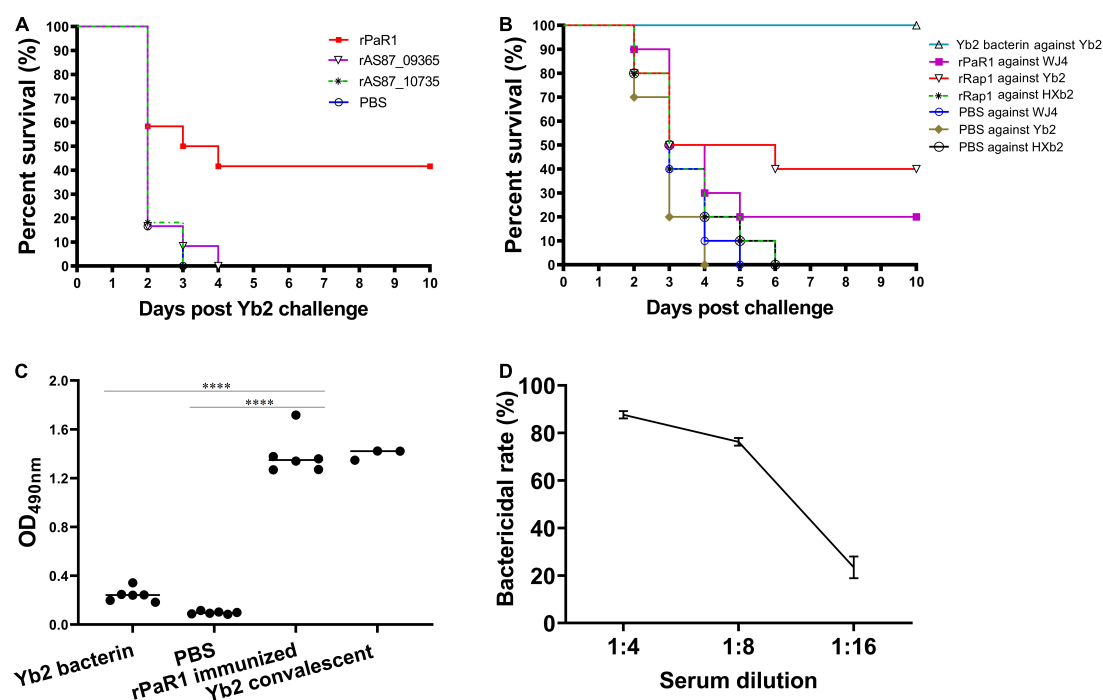 A
Percent survival (%)
100
90
80
70
60
50
40
30
20
10
0
0 1 2 3 4 5 6 7 8 9 10
Days post Yb2 challenge
rPaR1
rAS87_09365
rAS87_10735
PBS
B
Percent survival (%)
100
90
80
70
60
50
40
30
20
10
0
0 1 2 3 4 5 6 7 8 9 10
Days post challenge
Yb2 bacterin against Yb2
rPaR1 against WJ4
rRap1 against Yb2
rRap1 against HXb2
PBS against WJ4
PBS against Yb2
PBS against HXb2
C
OD490nm
2.0
1.6
1.2
0.8
0.4
0.0
****
****
Yb2 bacterin
PBS
rPaR1 immunized
Yb2 convalescent
D
Bactericidal rate (%)
100
80
60
40
20
0
1:4 1:8 1:16
Serum dilution